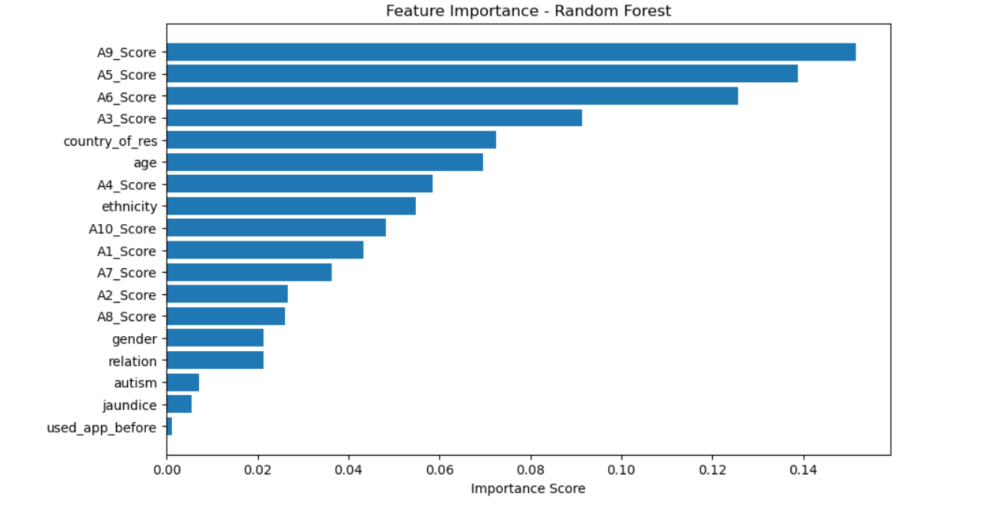 Feature Importance - Random Forest
A9_Score
A5_Score
A6_Score
A3_Score
country_of_res
age
A4_Score
ethnicity
A10_Score
A1_Score
A7_Score
A2_Score
A8_Score
gender
relation
autism
jaundice
used_app_before
0.00 0.02 0.04 0.06 0.08 0.10 0.12 0.14
Importance Score